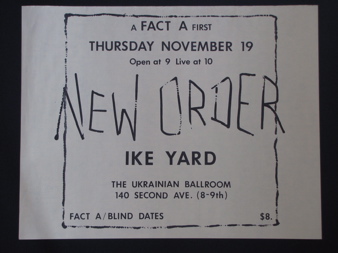 A FACT A FIRST
THURSDAY NOVEMBER 19
Open at 9 Live at 10
NEW ORDER
IKE YARD
THE UKRAINIAN BALLROOM
140 SECOND AVE. (8-9th)
FACT A/BLIND DATES $8.